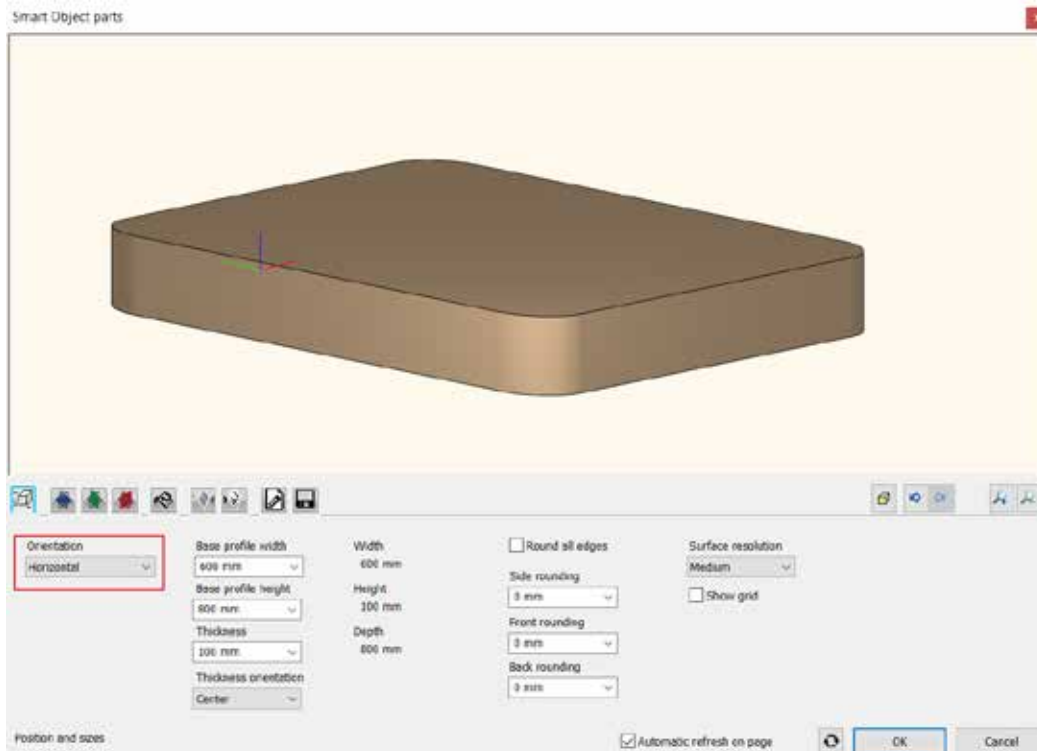 Smart Object parts
Orientation
Horizontal
Base profile width
600 mm
Base profile height
800 mm
Thickness
100 mm
Thickness orientation
Center
Width
600 mm
Height
100 mm
Depth
800 mm
Round all edges
Side rounding
0 mm
Front rounding
0 mm
Back rounding
0 mm
Surface resolution
Medium
Show grid
Position and sizes
Automatic refresh on page
OK
Cancel